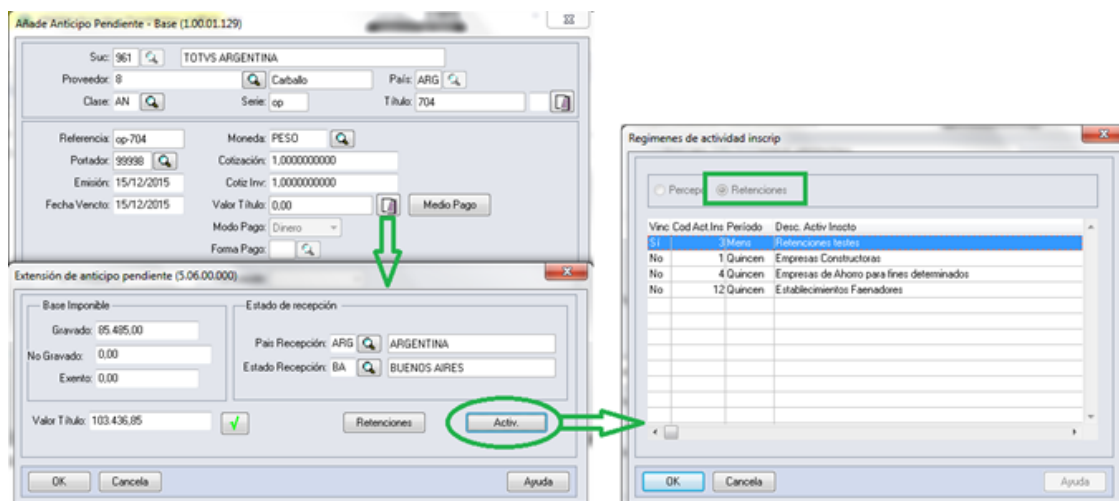 Añade Anticipo Pendiente - Base (1.00.01.129)
Suc: 961 TOTVS ARGENTINA
Proveedor: 8 Carballo País: ARG
Clase: AN Serie: op Título: 704
Referencia: op-704 Moneda: PESO
Portador: 99998 Cotización: 1,0000000000
Emisión: 15/12/2015 Cotiz Inv: 1,0000000000
Fecha Vencto: 15/12/2015 Valor Título: 0,00 Medio Pago
Modo Pago: Dinero
Forma Pago:
Extensión de anticipo pendiente (5.06.00.000)
Base Imponible
Gravado: 85.485,00
No Gravado: 0,00
Exento: 0,00
Estado de recepción
Pais Recepción: ARG ARGENTINA
Estado Recepción: BA BUENOS AIRES
Valor Título: 103.436,85 Retenciones Activ.
OK Cancela Ayuda
Regimenes de actividad inscrip
Percepc Retenciones
Vinc Cod Act.Ins Período Desc. Activ Inscto
Sí 3 Mens Retenciones testes
No 1 Quincen Empresas Constructoras
No 4 Quincen Empresas de Ahorro para fines determinados
No 12 Quincen Establecimientos Faenadores
OK Cancela Ayuda